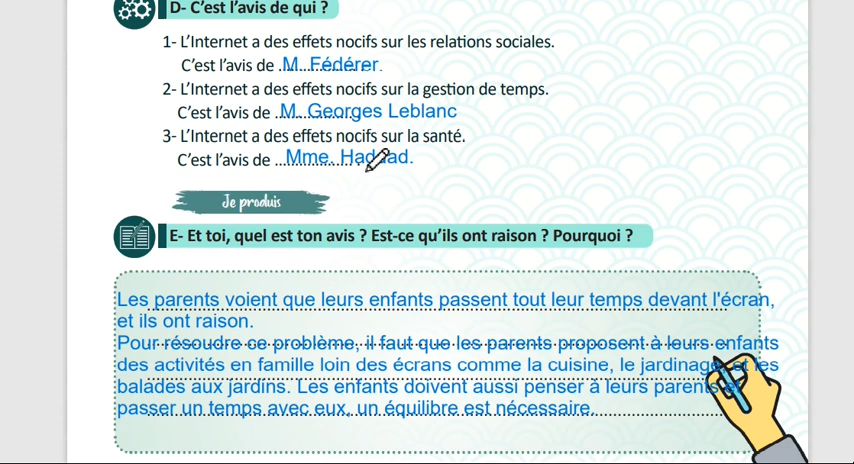 D- C'est l'avis de qui ?
1- L'Internet a des effets nocifs sur les relations sociales.
C'est l'avis de M. Fédérer.
2- L'Internet a des effets nocifs sur la gestion de temps.
C'est l'avis de M. Georges Leblanc
3- L'Internet a des effets nocifs sur la santé.
C'est l'avis de Mme. Haddad.
Je produis
E- Et toi, quel est ton avis ? Est-ce qu'ils ont raison ? Pourquoi ?
Les parents voient que leurs enfants passent tout leur temps devant l'écran,
et ils ont raison.
Pour résoudre ce problème, il faut que les parents proposent à leurs enfants
des activités en famille loin des écrans comme la cuisine, le jardinage, et les
balades aux jardins. Les enfants doivent aussi penser à leurs parents et
passer un temps avec eux, un équilibre est nécessaire.